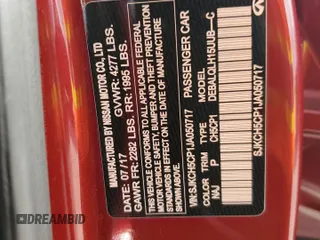 MANUFACTURED BY NISSAN MOTOR CO, LTD
GVWR: 4277 LBS.
DATE: 07/17
GAWR FR: 2282 LBS. RR: 1995 LBS.
THIS VEHICLE CONFORMS TO ALL APPLICABLE FEDERAL
MOTOR VEHICLE SAFETY, BUMPER AND THEFT
PREVENTION STANDARDS IN EFFECT ON THE DATE OF
MANUFACTURE SHOWN ABOVE.
VIN: SJKCH5CP1JA050717 PASSENGER CAR
COLOR TRIM TYPE MODEL
NAJ P CH5CP1
SJKCH5CP1JA050717
DREAMBID